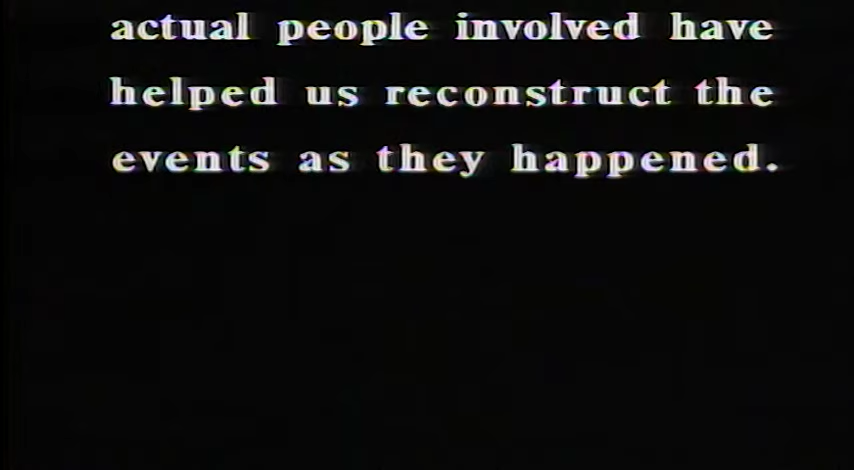 actual people involved have
helped us reconstruct the
events as they happened.